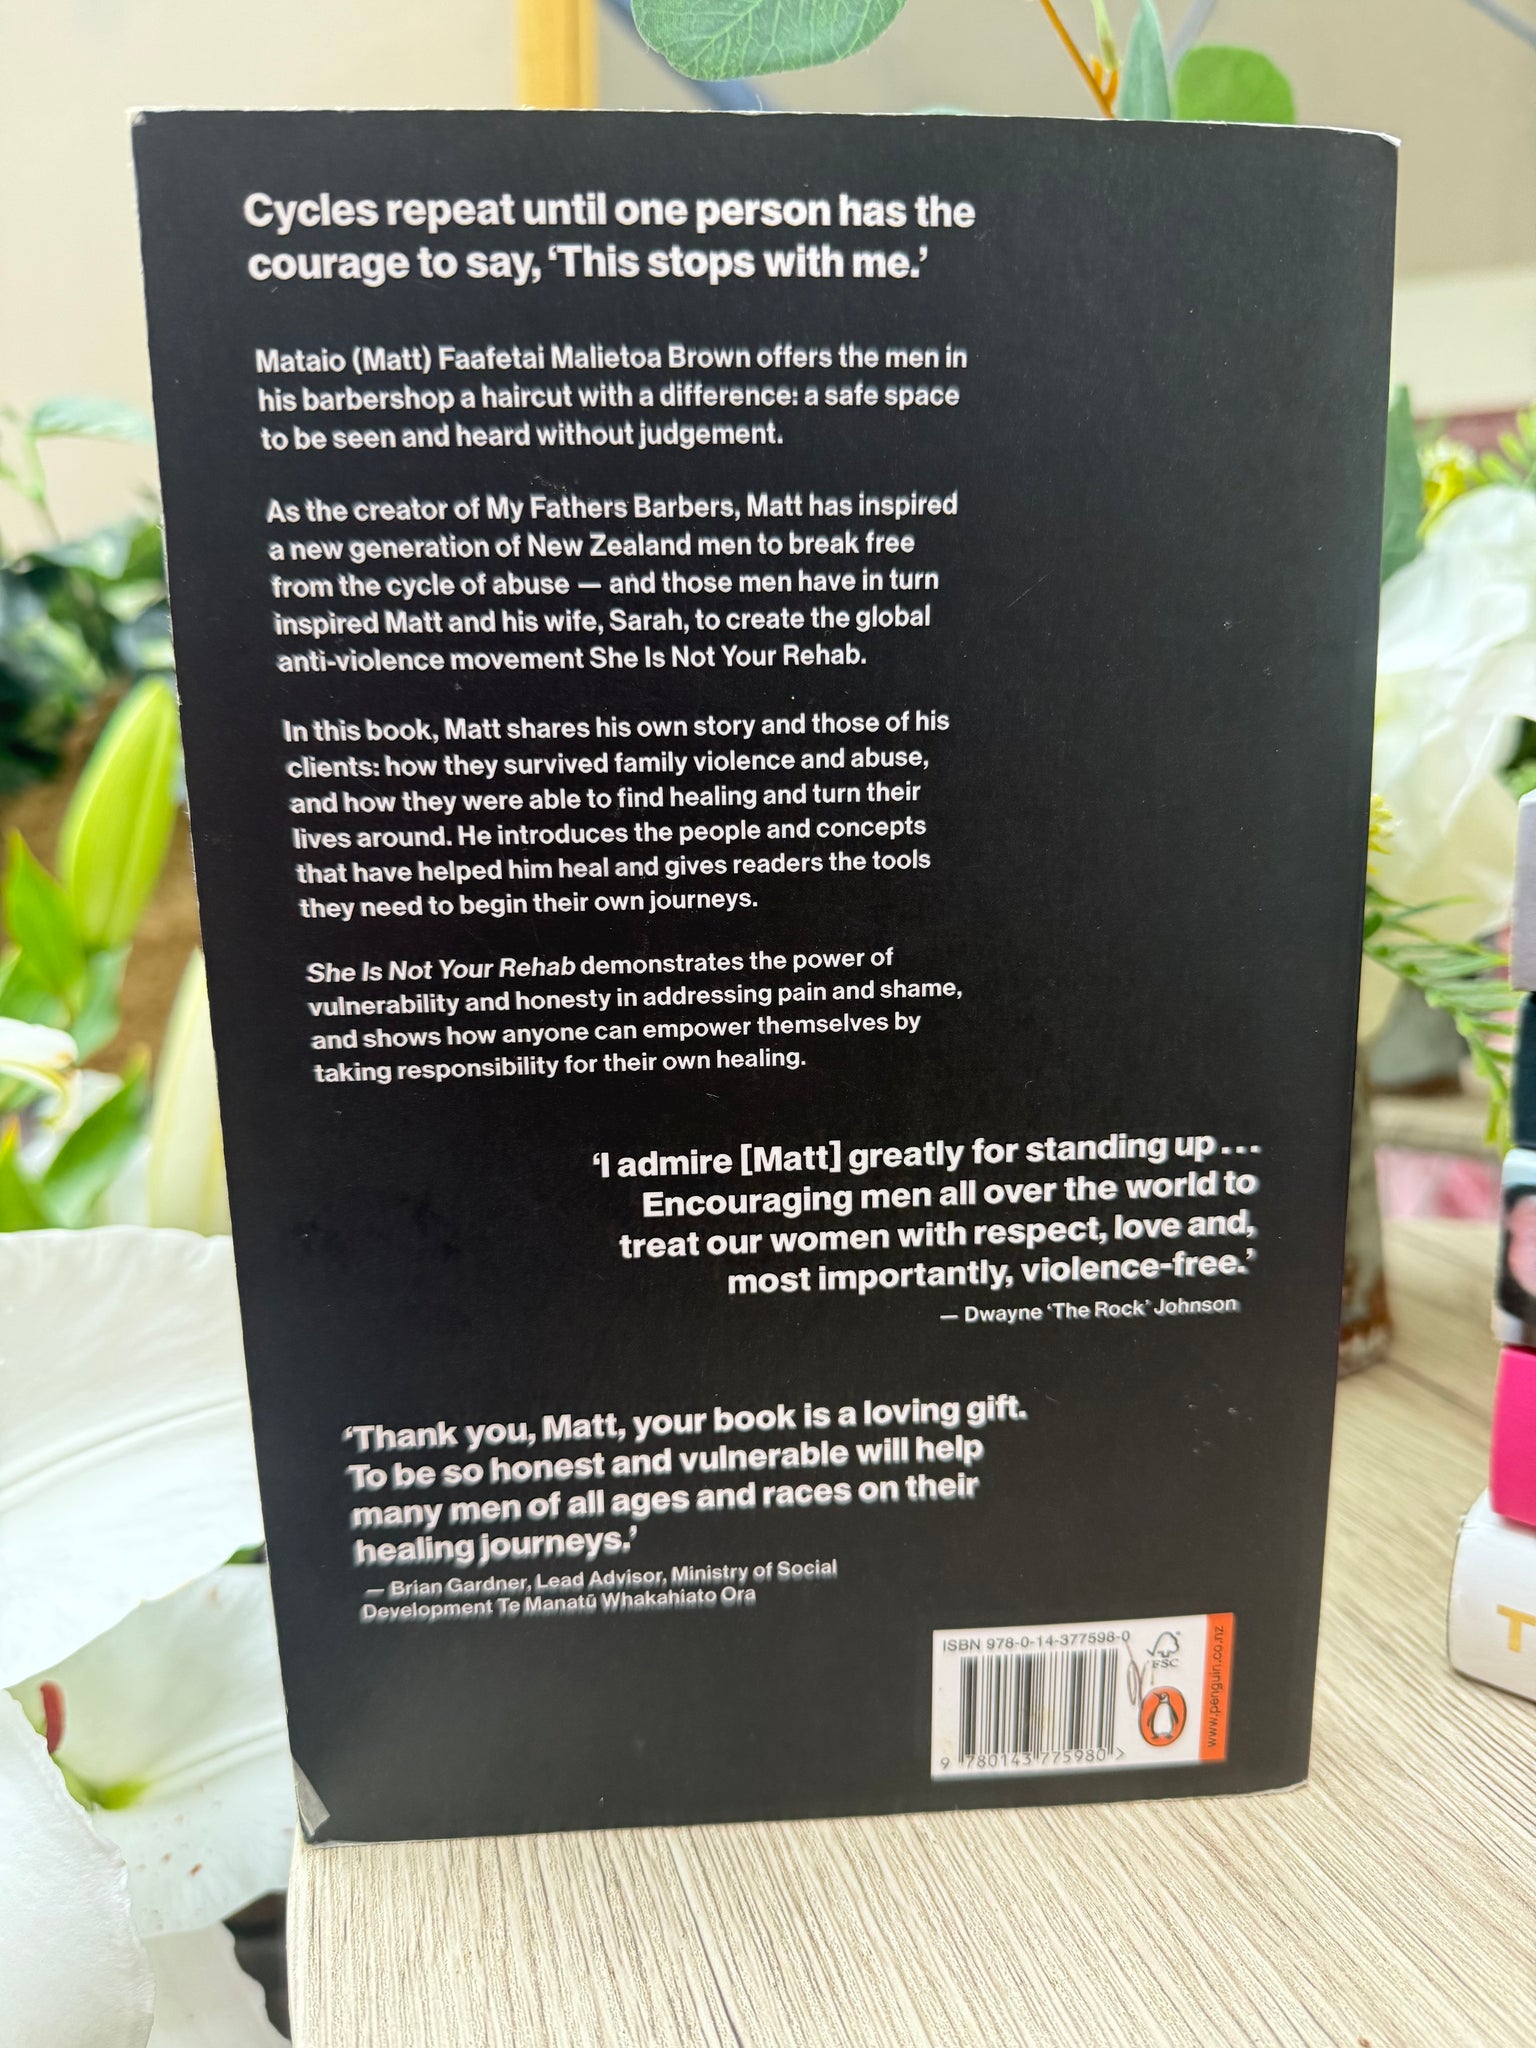 Cycles repeat until one person has the
courage to say, ‘This stops with me.’
Mataio (Matt) Faafetai Malietoa Brown offers the men in
his barbershop a haircut with a difference: a safe space
to be seen and heard without judgement.
As the creator of My Fathers Barbers, Matt has inspired
a new generation of New Zealand men to break free
from the cycle of abuse — and those men have in turn
inspired Matt and his wife, Sarah, to create the global
anti-violence movement She Is Not Your Rehab.
In this book, Matt shares his own story and those of his
clients: how they survived family violence and abuse,
and how they were able to find healing and turn their
lives around. He introduces the people and concepts
that have helped him heal and gives readers the tools
they need to begin their own journeys.
She Is Not Your Rehab demonstrates the power of
vulnerability and honesty in addressing pain and shame,
and shows how anyone can empower themselves by
taking responsibility for their own healing.
‘I admire [Matt] greatly for standing up ...
Encouraging men all over the world to
treat our women with respect, love and,
most importantly, violence-free.’
— Dwayne ‘The Rock’ Johnson
‘Thank you, Matt, your book is a loving gift.
To be so honest and vulnerable will help
many men of all ages and races on their
healing journeys.’
— Brian Gardner, Lead Advisor, Ministry of Social
Development Te Manatū Whakahiato Ora
ISBN 978-0-14-377598-0
FSC
www.penguin.co.nz
9 780143 775980 >
T